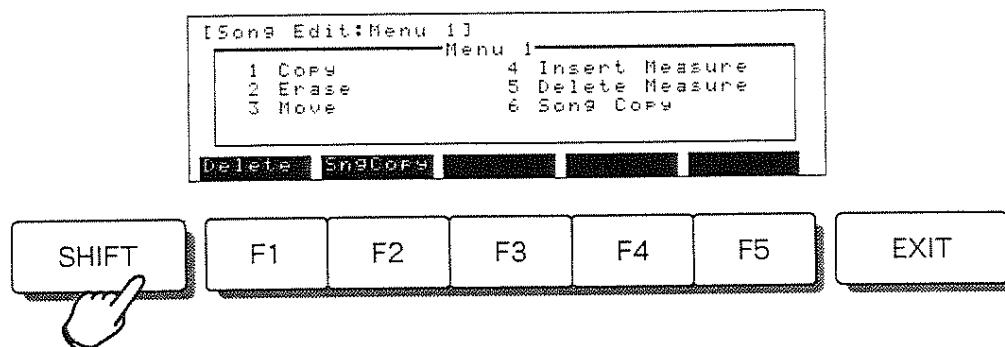 [Song Edit:Menu 1]
Menu 1
1 Copy
2 Erase
3 Move
4 Insert Measure
5 Delete Measure
6 Song Copy
Delete SngCopy
SHIFT F1 F2 F3 F4 F5 EXIT